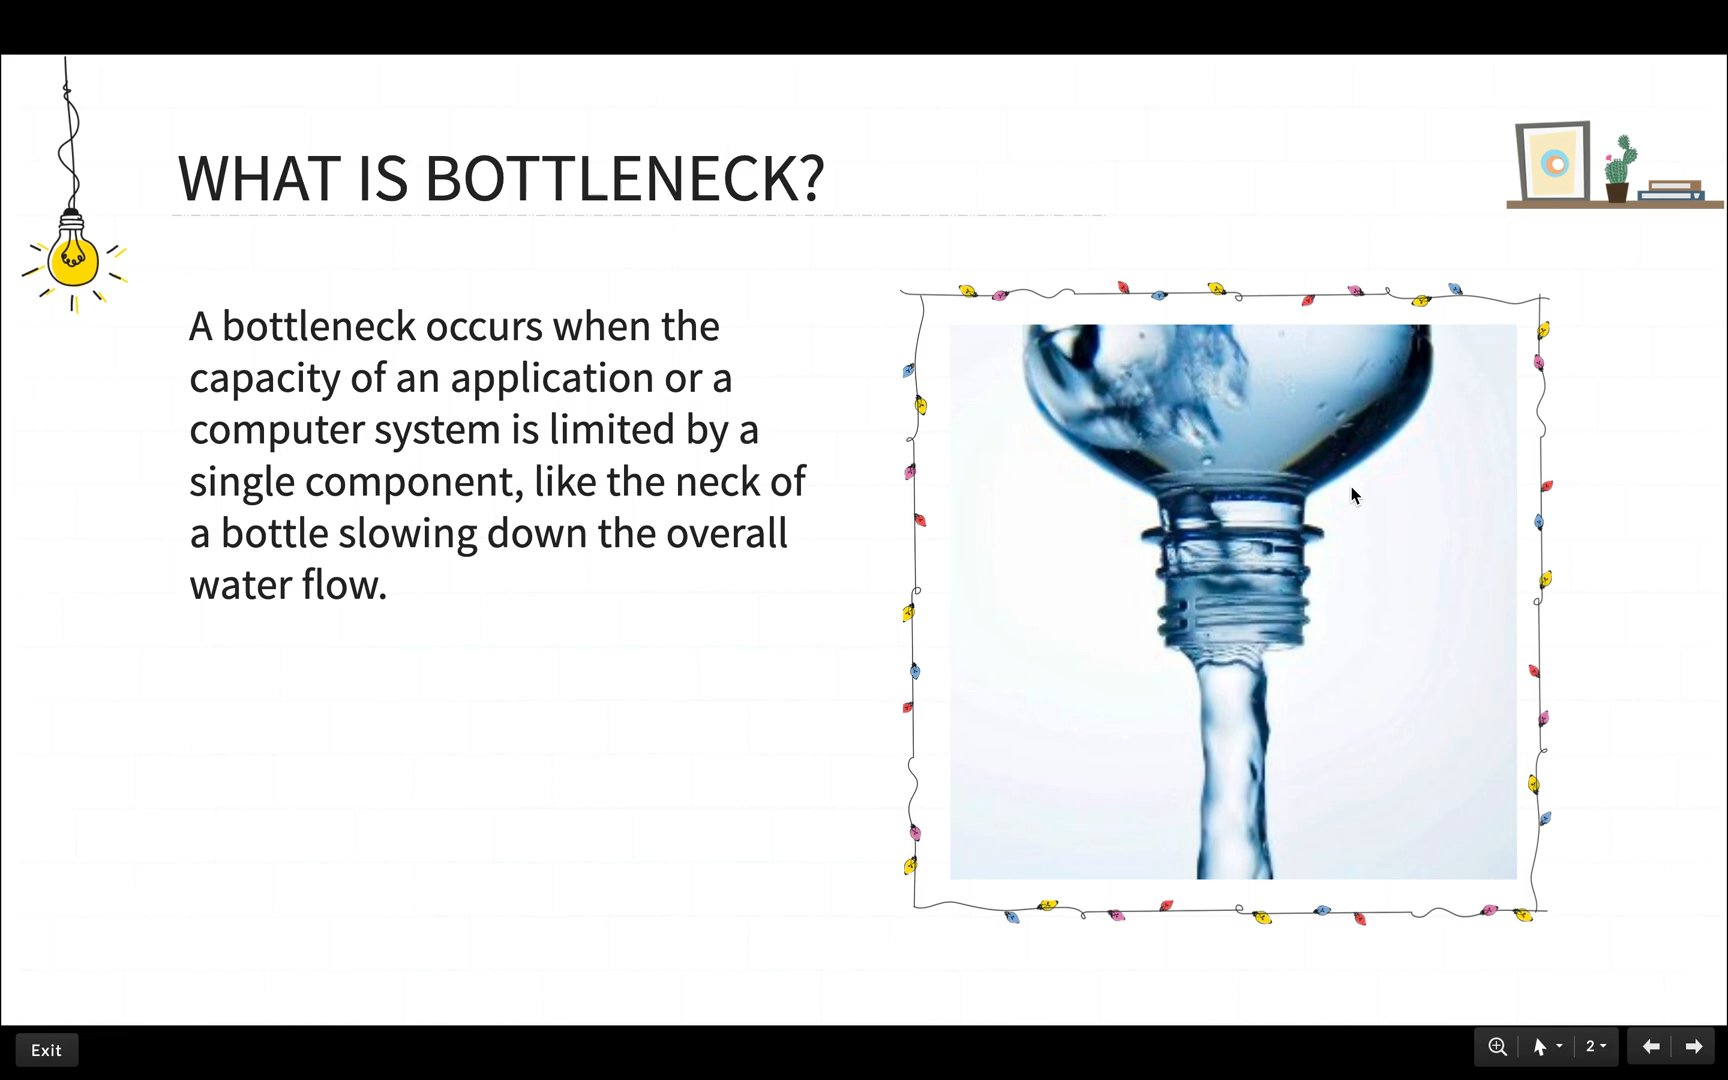 WHAT IS BOTTLENECK?
A bottleneck occurs when the
capacity of an application or a
computer system is limited by a
single component, like the neck of
a bottle slowing down the overall
water flow.
Exit
2